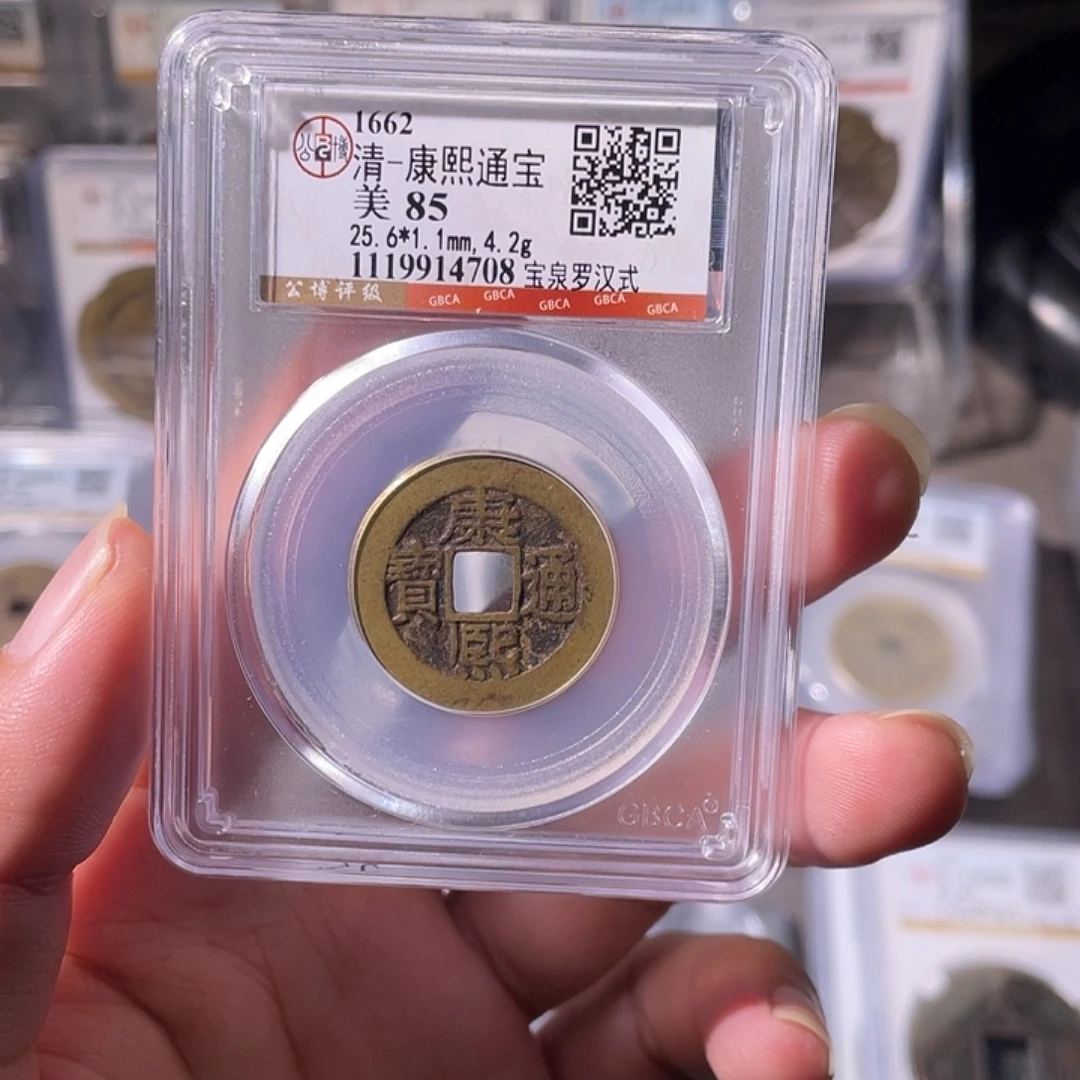 1662
清-康熙通宝
美 85
25.6*1.1mm,4.2g
1119914708 宝泉罗汉式
公博评级 GBCA GBCA GBCA GBCA GBCA
康熙通寶
GBCA